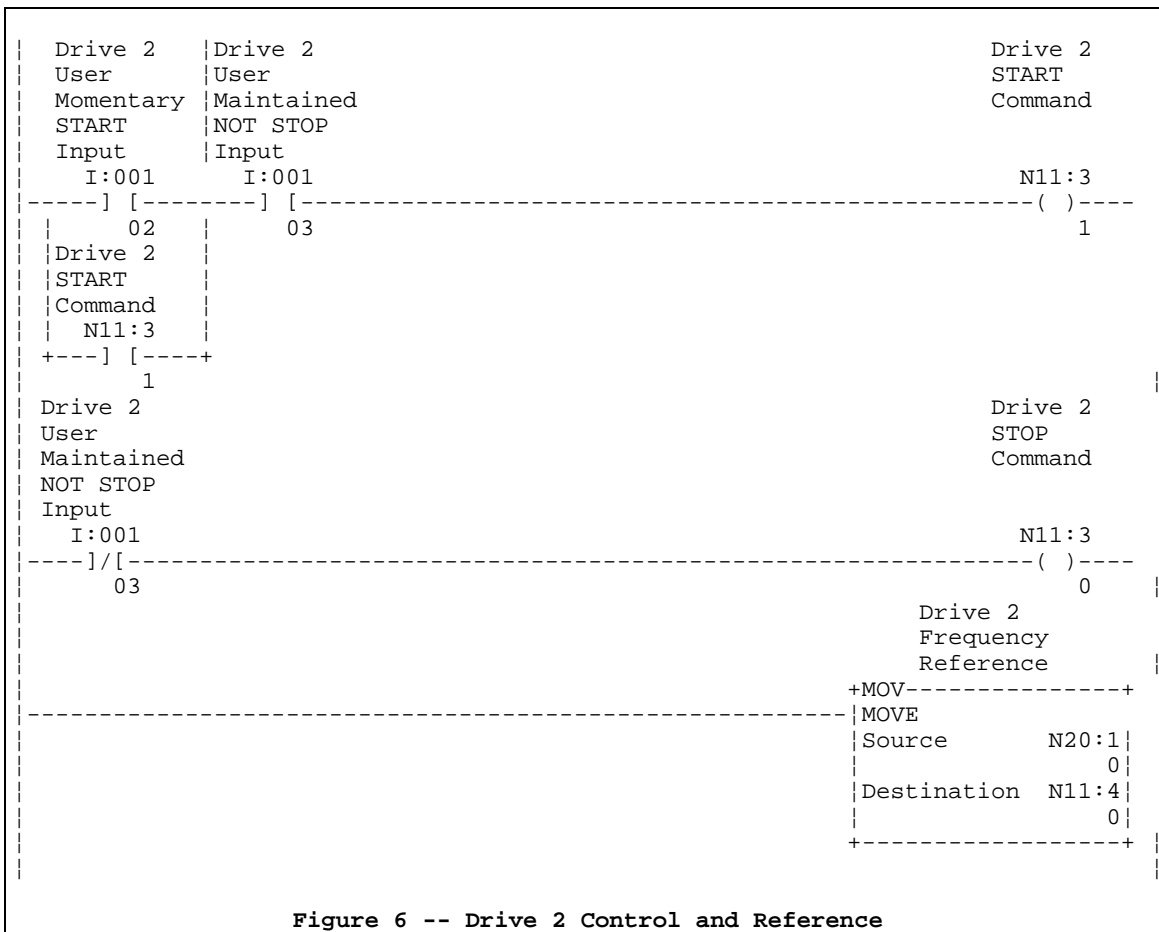 ¦  Drive 2   ¦Drive 2                                               Drive 2
¦  User      ¦User                                                  START
¦  Momentary ¦Maintained                                            Command
¦  START     ¦NOT STOP
¦  Input     ¦Input
¦    I:001      I:001                                                 N11:3
¦-----] [--------] [---------------------------------------------------( )----
¦ ¦     02   ¦     03                                                      1
¦ ¦Drive 2   ¦
¦ ¦START     ¦
¦ ¦Command   ¦
¦ ¦  N11:3   ¦
¦ +---] [----+
¦        1                                                                      ¦
¦ Drive 2                                                            Drive 2
¦ User                                                               STOP
¦ Maintained                                                         Command
¦ NOT STOP
¦ Input
¦   I:001                                                              N11:3
¦----]/[---------------------------------------------------------------( )----
¦      03                                                                  0    ¦
¦                                                              Drive 2
¦                                                              Frequency
¦                                                              Reference       ¦
¦                                                         +MOV---------------+
¦---------------------------------------------------------¦MOVE
¦                                                         ¦Source       N20:1¦
¦                                                         ¦                 0¦
¦                                                         ¦Destination  N11:4¦
¦                                                         ¦                 0¦
¦                                                         +------------------+ ¦
¦                                                                              ¦
Figure 6 -- Drive 2 Control and Reference